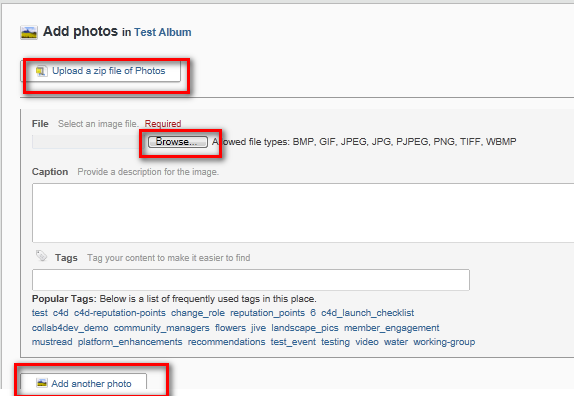 Add photos in Test Album
Upload a zip file of Photos
File Select an image file. Required
Browse... Allowed file types: BMP, GIF, JPEG, JPG, PJPEG, PNG, TIFF, WBMP
Caption Provide a description for the image.
Tags Tag your content to make it easier to find
Popular Tags: Below is a list of frequently used tags in this place.
test c4d c4d-reputation-points change_role reputation_points 6 c4d_launch_checklist
collab4dev_demo community_managers flowers jive landscape_pics member_engagement
mustread platform_enhancements recommendations test_event testing video water working-group
Add another photo